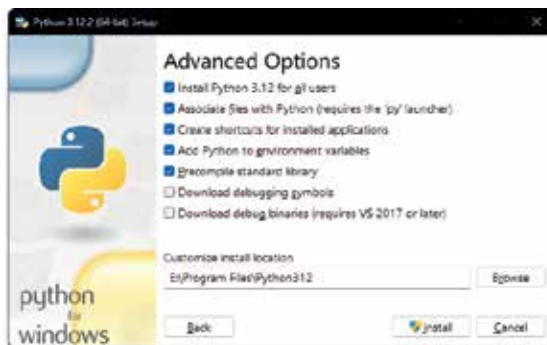 Python 3.12.2 (64-bit) Setup
Advanced Options
Install Python 3.12 for all users
Associate files with Python (requires the 'py' launcher)
Create shortcuts for installed applications
Add Python to environment variables
Precompile standard library
Download debugging symbols
Download debug binaries (requires VS 2017 or later)
Customize install location
E:\Program Files\Python312
Browse
python
for
windows
Back
Install
Cancel